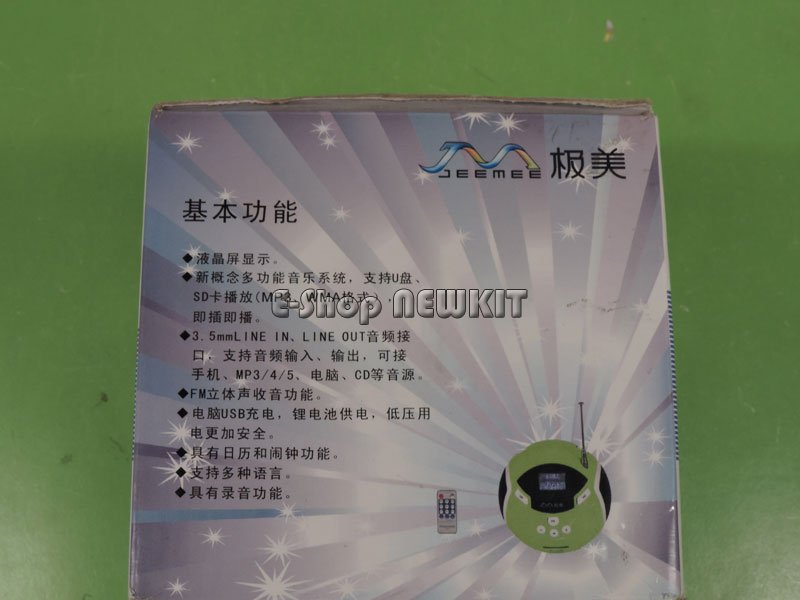 JEEMEE 极美
基本功能
◆液晶屏显示。
◆新概念多功能音乐系统，支持U盘、
SD卡播放(MP3、WMA格式)，
e-Shop NEWKIT
即插即播。
◆3.5mmLINE IN、LINE OUT音频接
口，支持音频输入、输出，可接
手机、MP3/4/5、电脑、CD等音源。
◆FM立体声收音功能。
◆电脑USB充电，锂电池供电，低压用
电更加安全。
◆具有日历和闹钟功能。
◆支持多种语言。
◆具有录音功能。